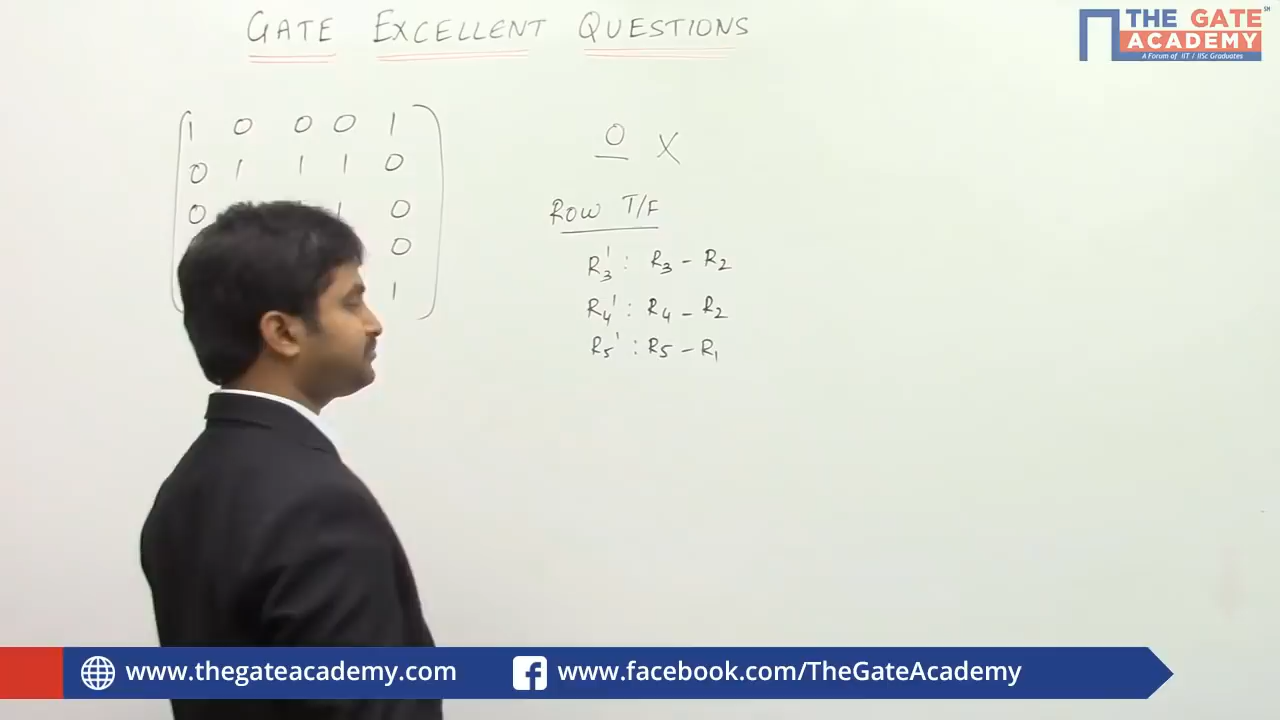 GATE EXCELLENT QUESTIONS
THE GATE
ACADEMY
A Forum of IIT / IISc Graduates
1 0 0 0 1
0 1 1 1 0
0 1 0
0
1
0 X
ROW T/F
R3' : R3 - R2
R4' : R4 - R2
R5' : R5 - R1
www.thegateacademy.com
www.facebook.com/TheGateAcademy